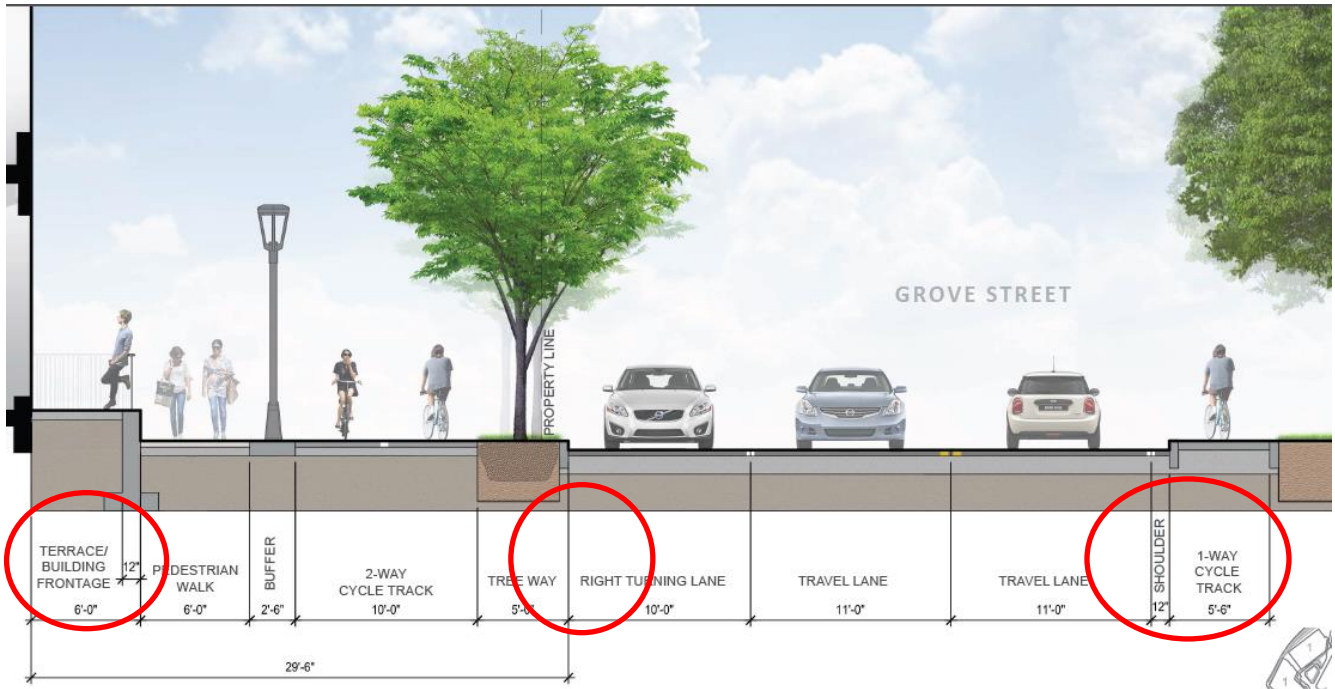 GROVE STREET
PROPERTY LINE
TERRACE/
BUILDING
FRONTAGE
12"
6'-0"
PEDESTRIAN
WALK
6'-0"
BUFFER
2'-6"
2-WAY
CYCLE TRACK
10'-0"
TREE WAY
5'-0"
RIGHT TURNING LANE
10'-0"
TRAVEL LANE
11'-0"
TRAVEL LANE
11'-0"
SHOULDER
12"
1-WAY
CYCLE
TRACK
5'-6"
29'-6"
1
1